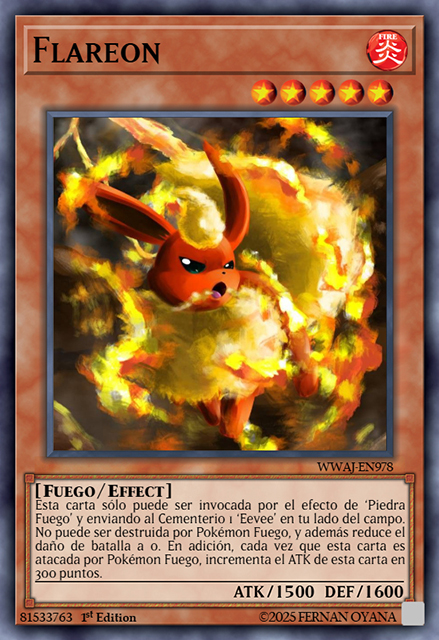 FLAREON
FIRE
炎
WWAJ-EN978
[FUEGO/EFFECT]
Esta carta sólo puede ser invocada por el efecto de ‘Piedra
Fuego’ y enviando al Cementerio 1 ‘Eevee’ en tu lado del campo.
No puede ser destruida por Pokémon Fuego, y además reduce el
daño de batalla a 0. En adición, cada vez que esta carta es
atacada por Pokémon Fuego, incrementa el ATK de esta carta en
300 puntos.
ATK/1500 DEF/1600
81533763 1st Edition ©2025 FERNAN OYANA